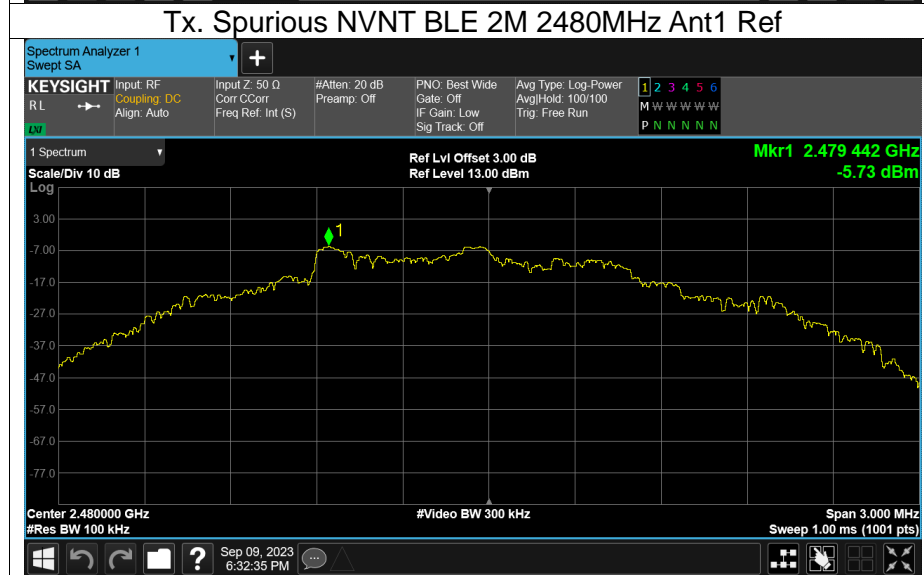 Tx. Spurious NVNT BLE 2M 2480MHz Ant1 Ref
Spectrum Analyzer 1
Swept SA
+
KEYSIGHT
R L
LXI
Input: RF
Coupling: DC
Align: Auto
Input Z: 50 Ω
Corr CCorr
Freq Ref: Int (S)
#Atten: 20 dB
Preamp: Off
PNO: Best Wide
Gate: Off
IF Gain: Low
Sig Track: Off
Avg Type: Log-Power
Avg|Hold: 100/100
Trig: Free Run
1 2 3 4 5 6
M W W W W W
P N N N N N
1 Spectrum
Scale/Div 10 dB
Ref Lvl Offset 3.00 dB
Ref Level 13.00 dBm
Mkr1 2.479 442 GHz
-5.73 dBm
Log
3.00
-7.00
-17.0
-27.0
-37.0
-47.0
-57.0
-67.0
-77.0
1
Center 2.480000 GHz
#Res BW 100 kHz
#Video BW 300 kHz
Span 3.000 MHz
Sweep 1.00 ms (1001 pts)
?
Sep 09, 2023
6:32:35 PM